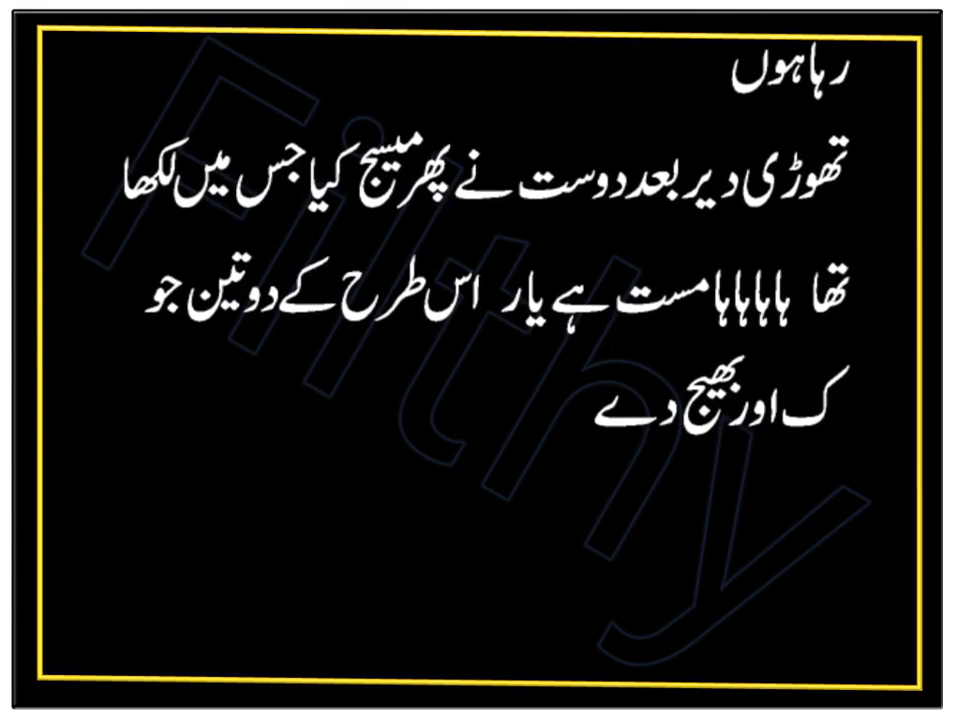 رہا ہوں
تھوڑی دیر بعد دوست نے پھر میسج کیا جس میں لکھا
تھا ہاہاہاہا مست ہے یار اس طرح کے دو تین جو
ک اور بھیج دے
Filthy